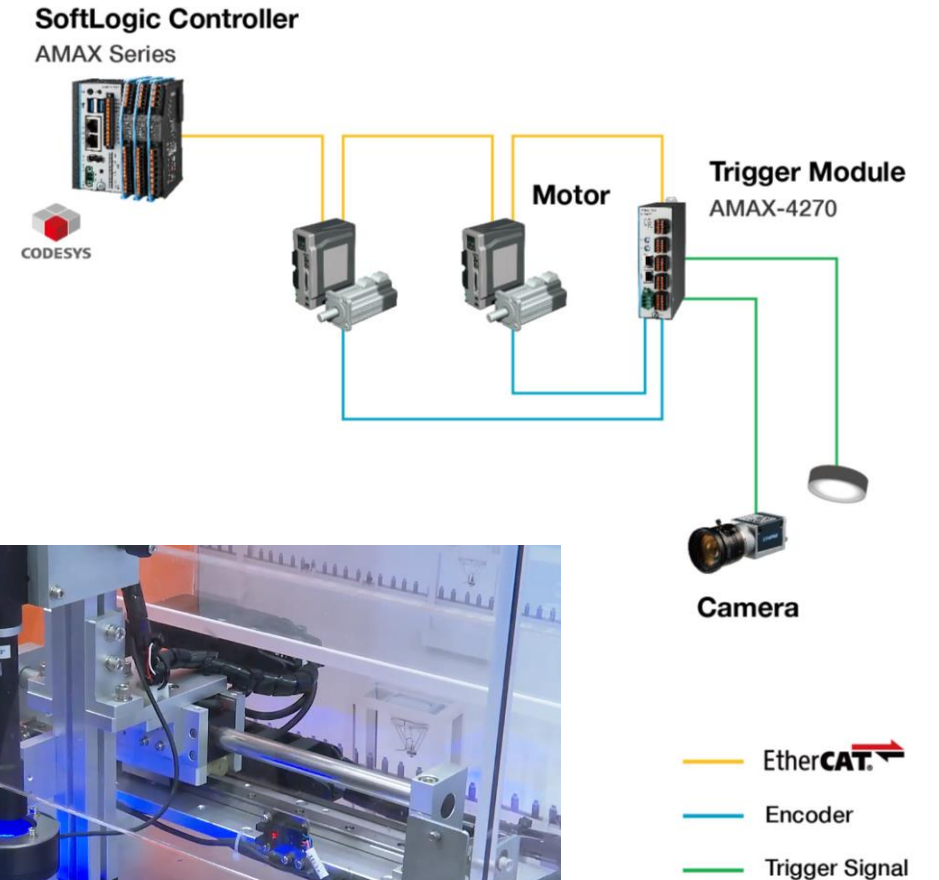 SoftLogic Controller
AMAX Series
CODESYS
Motor
Trigger Module
AMAX-4270
Camera
EtherCAT
Encoder
Trigger Signal